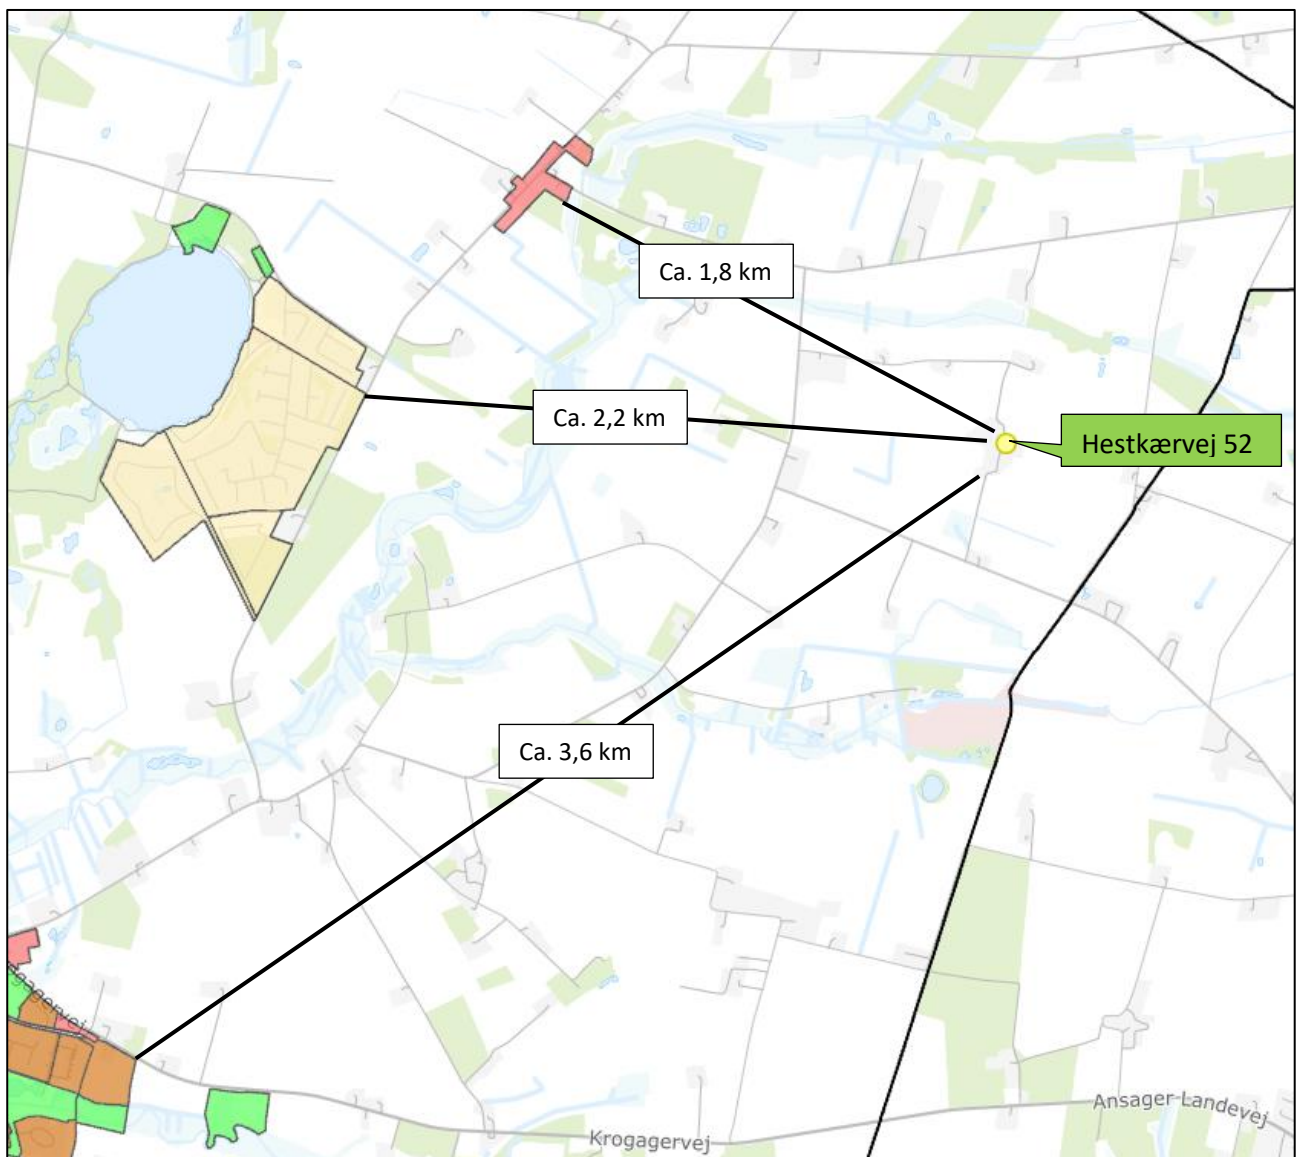 Ca. 1,8 km
Ca. 2,2 km
Hestkærvej 52
Ca. 3,6 km
Ansager Landevej
Krogagervej